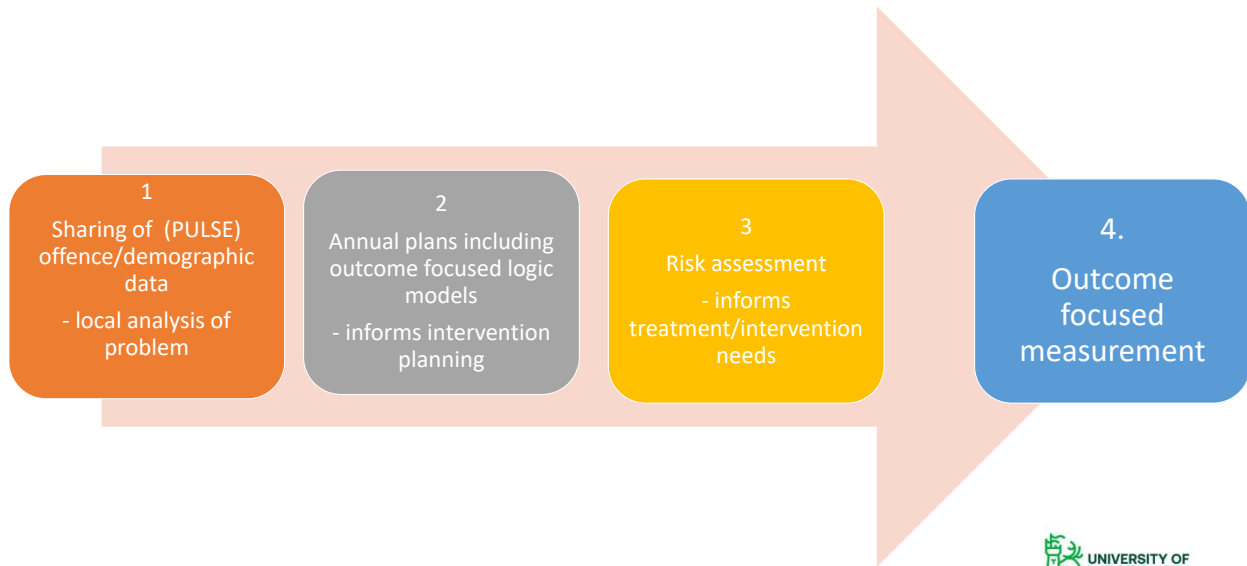 1
Sharing of (PULSE)
offence/demographic
data
- local analysis of
problem
2
Annual plans including
outcome focused logic
models
- informs intervention
planning
3
Risk assessment
- informs
treatment/intervention
needs
4.
Outcome
focused
measurement
UNIVERSITY OF